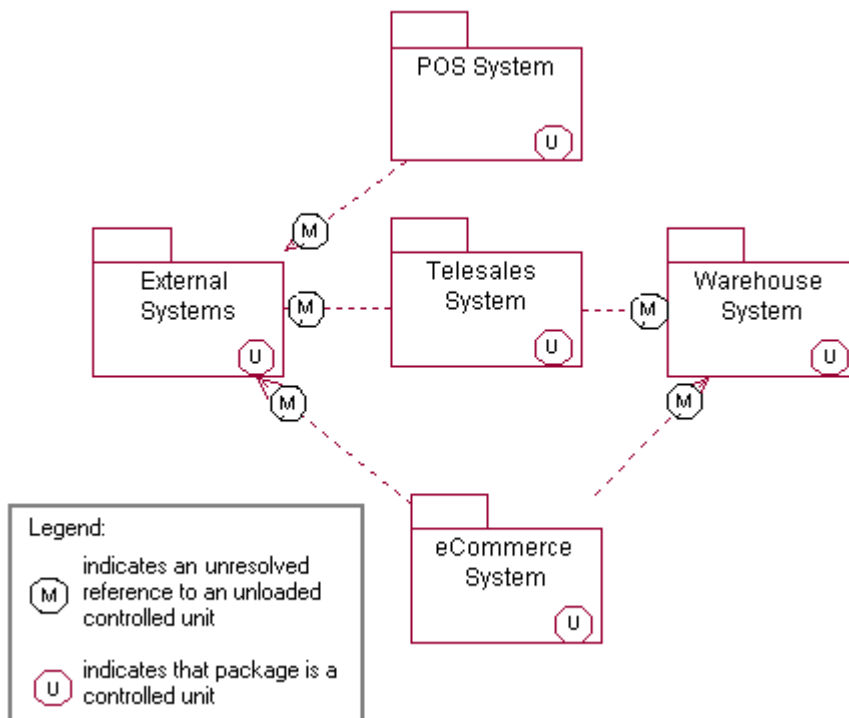 POS System
U
M
External
Systems
U
M
Telesales
System
U
M
Warehouse
System
U
M
M
eCommerce
System
U
Legend:
M
indicates an unresolved
reference to an unloaded
controlled unit
U
indicates that package is a
controlled unit